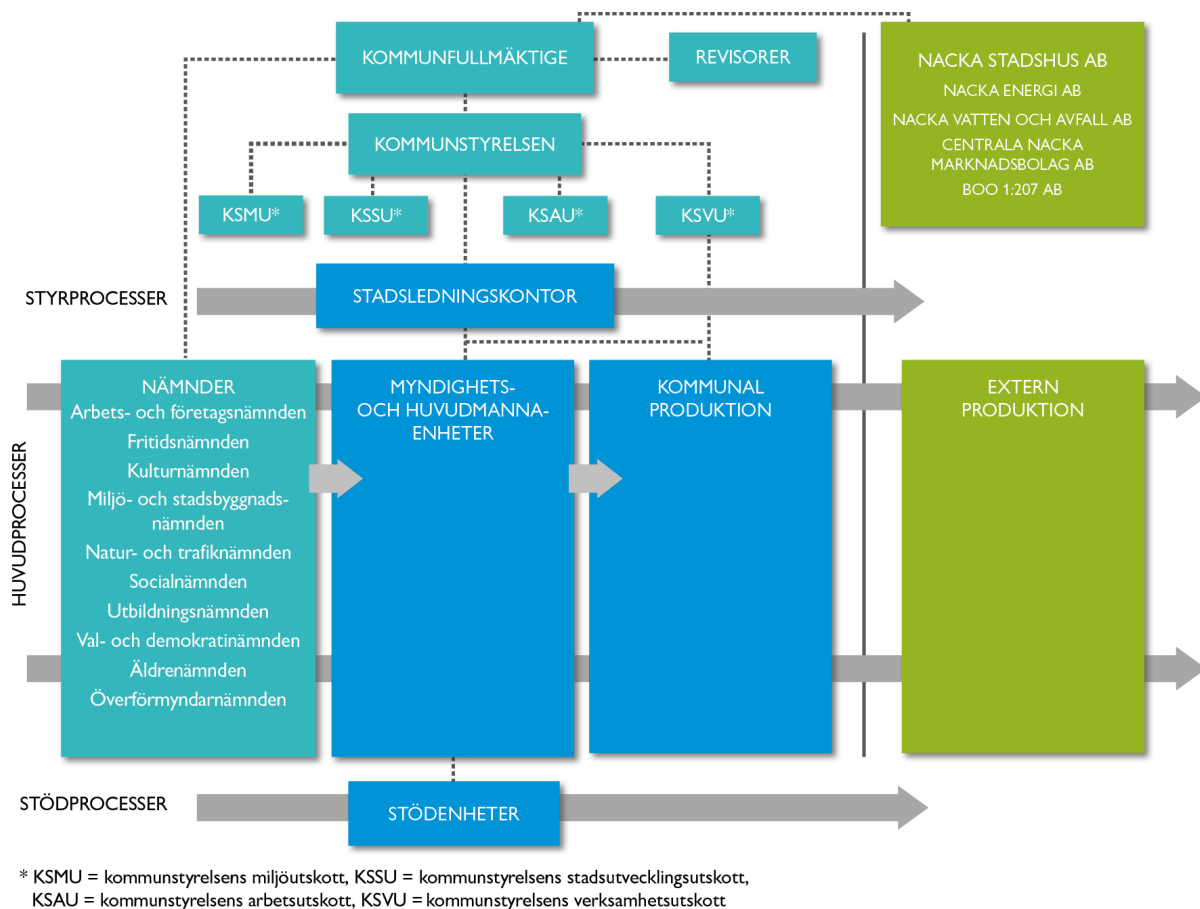 KOMMUNFULLMÄKTIGE
REVISORER
NACKA STADSHUS AB
NACKA ENERGI AB
NACKA VATTEN OCH AVFALL AB
CENTRALA NACKA
MARKNADSBOLAG AB
BOO 1:207 AB
KOMMUNSTYRELSEN
KSMU*
KSSU*
KSAU*
KSVU*
STYRPROCESSER
STADSLEDNINGSKONTOR
HUVUDPROCESSER
NÄMNDER
Arbets- och företagsnämnden
Fritidsnämnden
Kulturnämnden
Miljö- och stadsbyggnads-
nämnden
Natur- och trafiknämnden
Socialnämnden
Utbildningsnämnden
Val- och demokratinämnden
Äldrenämnden
Överförmyndarnämnden
MYNDIGHETS-
OCH HUVUDMANNA-
ENHETER
KOMMUNAL
PRODUKTION
EXTERN
PRODUKTION
STÖDPROCESSER
STÖDENHETER
* KSMU = kommunstyrelsens miljöutskott, KSSU = kommunstyrelsens stadsutvecklingsutskott,
KSAU = kommunstyrelsens arbetsutskott, KSVU = kommunstyrelsens verksamhetsutskott